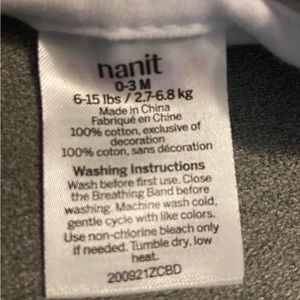 nanit
0-3 M
6-15 lbs / 2.7-6.8 kg
Made in China
Fabriqué en Chine
100% cotton, exclusive of
decoration
100% coton, sans décoration
Washing Instructions
Wash before first use. Close
the Breathing Band before
washing. Machine wash cold,
gentle cycle with like colors.
Use non-chlorine bleach only
if needed. Tumble dry, low
heat.
200921ZCBD